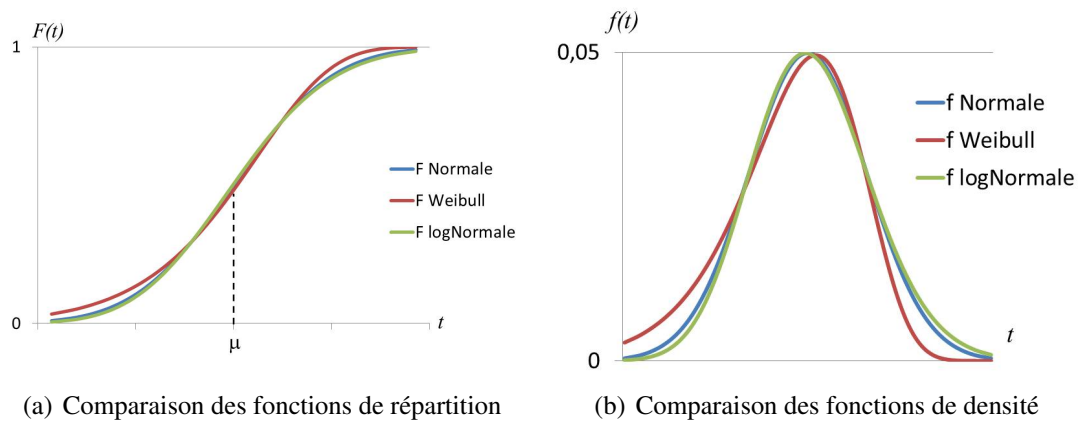 F(t)
1
F Normale
F Weibull
F logNormale
0
t
μ
(a) Comparaison des fonctions de répartition
f(t)
0,05
f Normale
f Weibull
f logNormale
0
t
(b) Comparaison des fonctions de densité